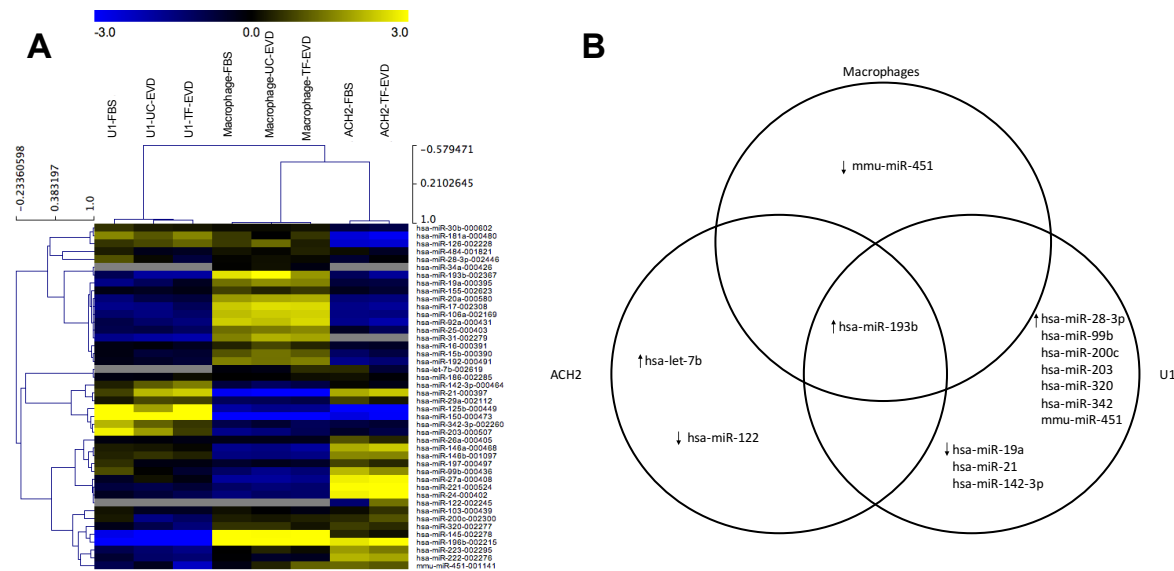 A
-3.0 0.0 3.0
U1-FBS
U1-UC-EVD
U1-TF-EVD
Macrophage-FBS
Macrophage-UC-EVD
Macrophage-TF-EVD
ACH2-FBS
ACH2-TF-EVD
-0.579471
0.2102645
1.0
-0.23360598
0.383197
1.0
hsa-miR-30b-000602
hsa-miR-181a-000480
hsa-miR-126-002228
hsa-miR-484-001821
hsa-miR-28-3p-002446
hsa-miR-34a-000426
hsa-miR-193b-002367
hsa-miR-19a-000395
hsa-miR-155-002623
hsa-miR-20a-000580
hsa-miR-17-002308
hsa-miR-106a-002169
hsa-miR-92a-000431
hsa-miR-25-000403
hsa-miR-31-002279
hsa-miR-16-000391
hsa-miR-15b-000390
hsa-miR-192-000491
hsa-let-7b-002619
hsa-miR-186-002285
hsa-miR-142-3p-000464
hsa-miR-21-000397
hsa-miR-29a-002112
hsa-miR-125b-000449
hsa-miR-150-000473
hsa-miR-342-3p-002260
hsa-miR-203-000507
hsa-miR-26a-000405
hsa-miR-146a-000468
hsa-miR-146b-001097
hsa-miR-197-000497
hsa-miR-99b-000436
hsa-miR-27a-000408
hsa-miR-221-000524
hsa-miR-24-000402
hsa-miR-122-002245
hsa-miR-103-000439
hsa-miR-200c-002300
hsa-miR-320-002277
hsa-miR-145-002278
hsa-miR-196b-002215
hsa-miR-223-002295
hsa-miR-222-002276
mmu-miR-451-001141
B
Macrophages
↓ mmu-miR-451
↑ hsa-miR-193b
↑ hsa-let-7b
ACH2
↓ hsa-miR-122
↑ hsa-miR-28-3p
hsa-miR-99b
hsa-miR-200c
hsa-miR-203
hsa-miR-320
hsa-miR-342
mmu-miR-451
U1
↓ hsa-miR-19a
hsa-miR-21
hsa-miR-142-3p